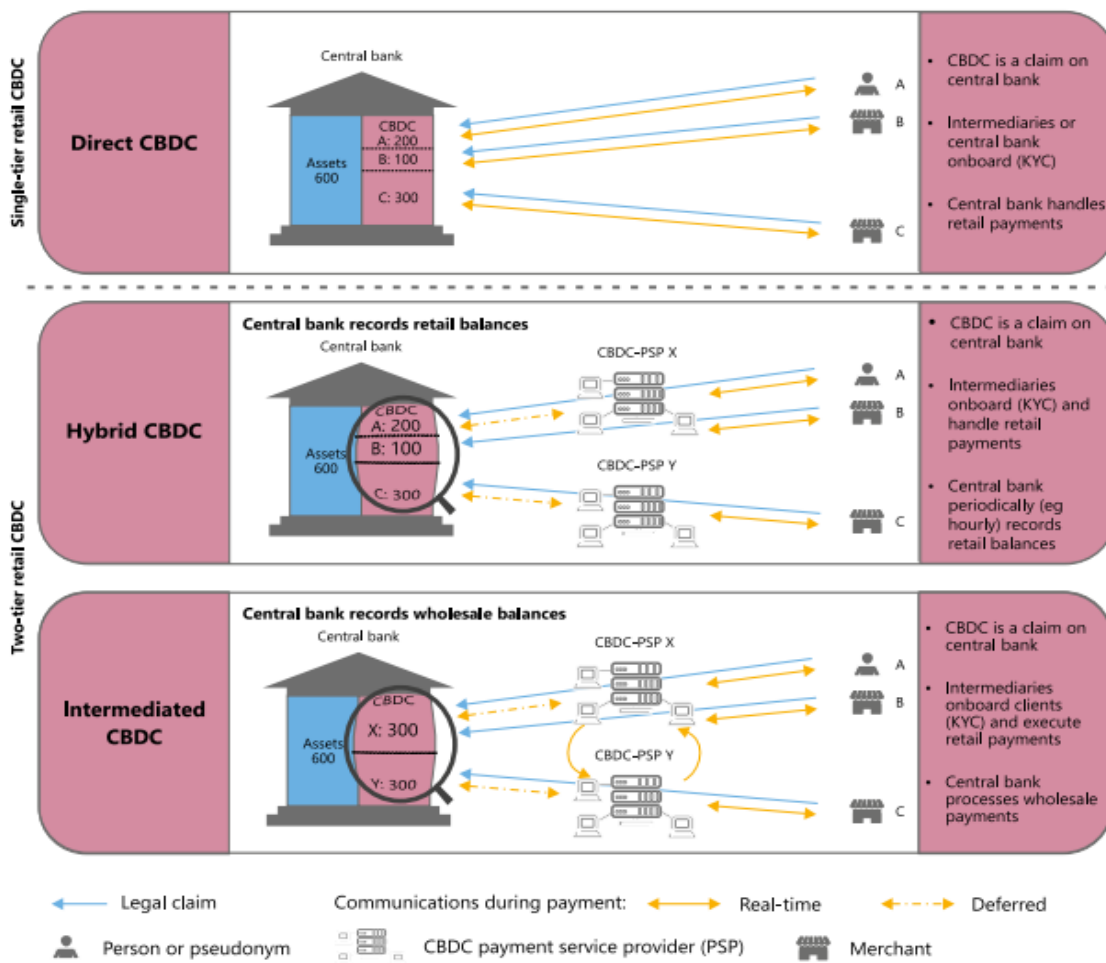 Single-tier retail CBDC
Direct CBDC
Central bank
Assets
600
CBDC
A: 200
B: 100
C: 300
A
B
C
• CBDC is a claim on
central bank
• Intermediaries or
central bank
onboard (KYC)
• Central bank handles
retail payments
Two-tier retail CBDC
Hybrid CBDC
Central bank records retail balances
Central bank
Assets
600
CBDC
A: 200
B: 100
C: 300
CBDC–PSP X
CBDC–PSP Y
A
B
C
• CBDC is a claim on
central bank
• Intermediaries
onboard (KYC) and
handle retail
payments
• Central bank
periodically (eg
hourly) records
retail balances
Intermediated
CBDC
Central bank records wholesale balances
Central bank
Assets
600
CBDC
X: 300
Y: 300
CBDC–PSP X
CBDC–PSP Y
A
B
C
• CBDC is a claim on
central bank
• Intermediaries
onboard clients
(KYC) and execute
retail payments
• Central bank
processes wholesale
payments
Legal claim
Communications during payment:
Real-time
Deferred
Person or pseudonym
CBDC payment service provider (PSP)
Merchant